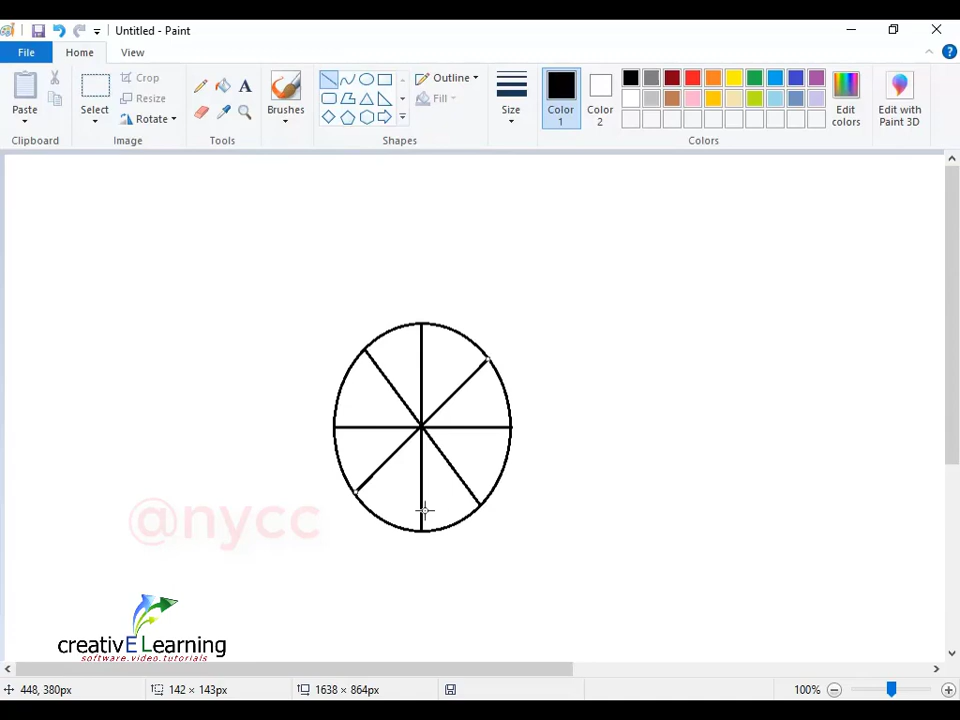 Untitled - Paint
File Home View
Paste
Select
Crop
Resize
Rotate
Brushes
Outline
Fill
Size
Color 1
Color 2
Edit colors
Edit with Paint 3D
Clipboard Image Tools Shapes Colors
@nycc
creativELearning
software.video.tutorials
448, 380px 142 × 143px 1638 × 864px 100%